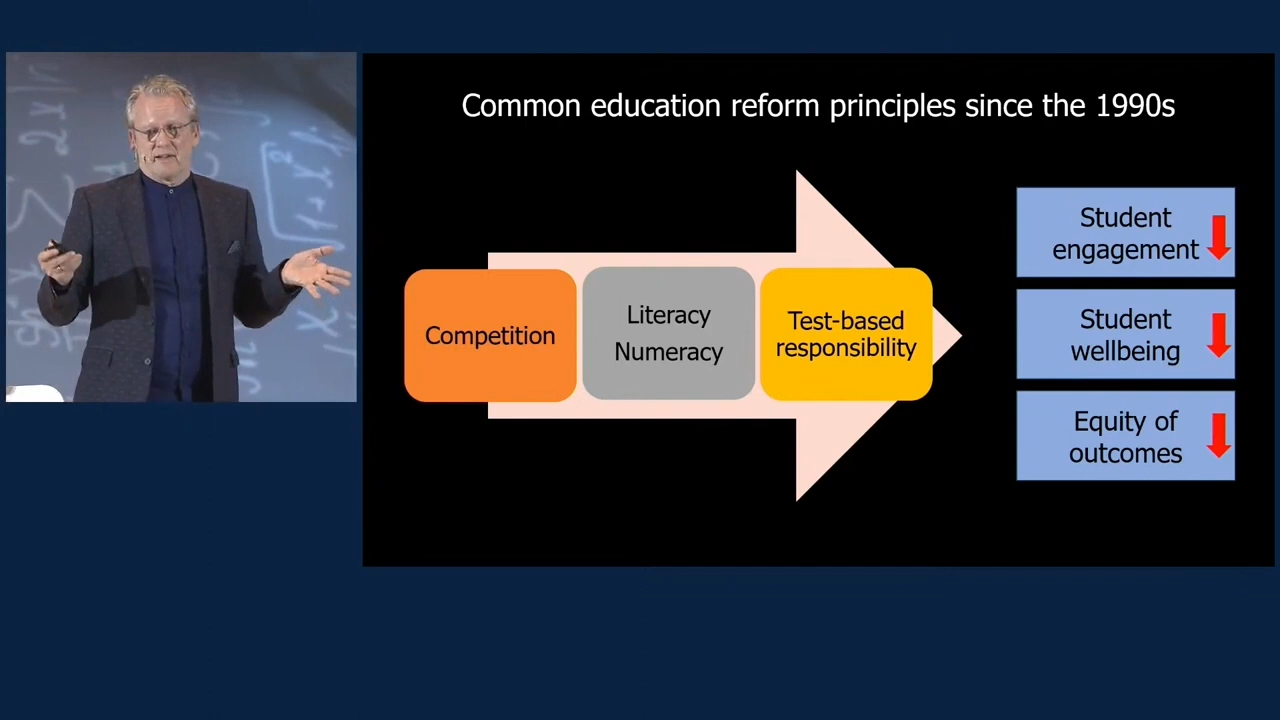 Common education reform principles since the 1990s
Competition
Literacy
Numeracy
Test-based
responsibility
Student
engagement
Student
wellbeing
Equity of
outcomes